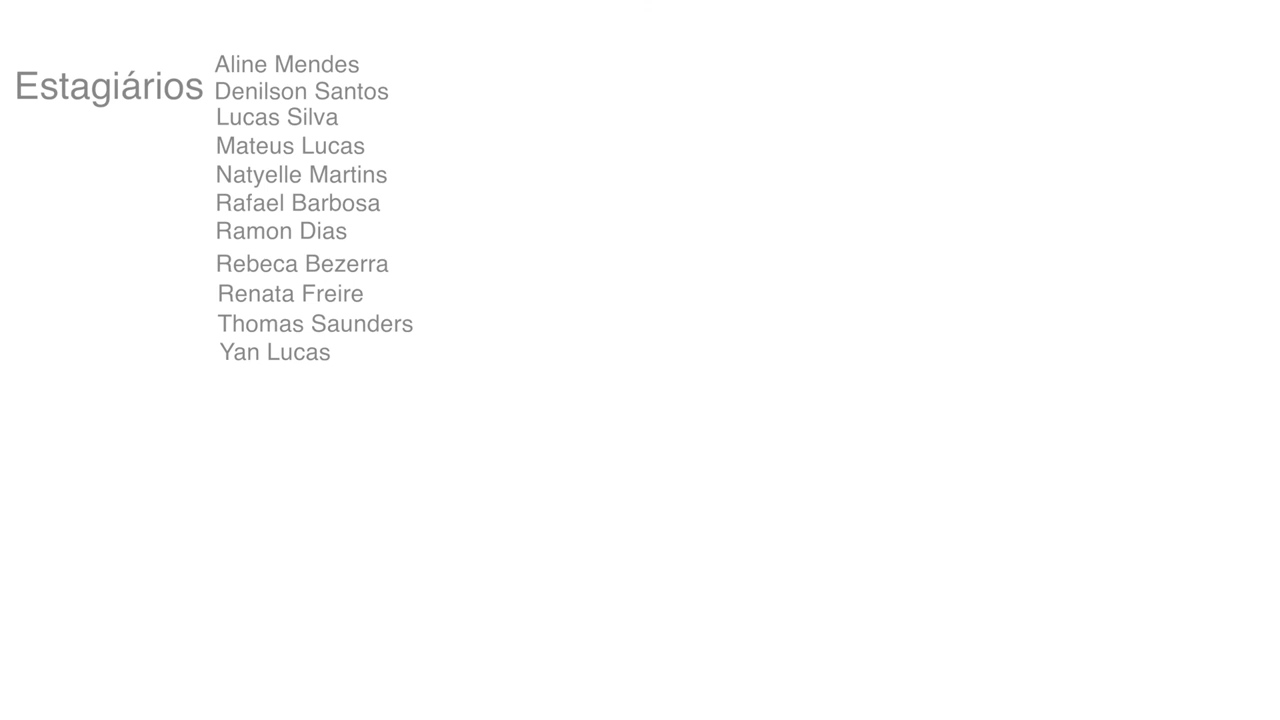 Estagiários
Aline Mendes
Denilson Santos
Lucas Silva
Mateus Lucas
Natyelle Martins
Rafael Barbosa
Ramon Dias
Rebeca Bezerra
Renata Freire
Thomas Saunders
Yan Lucas